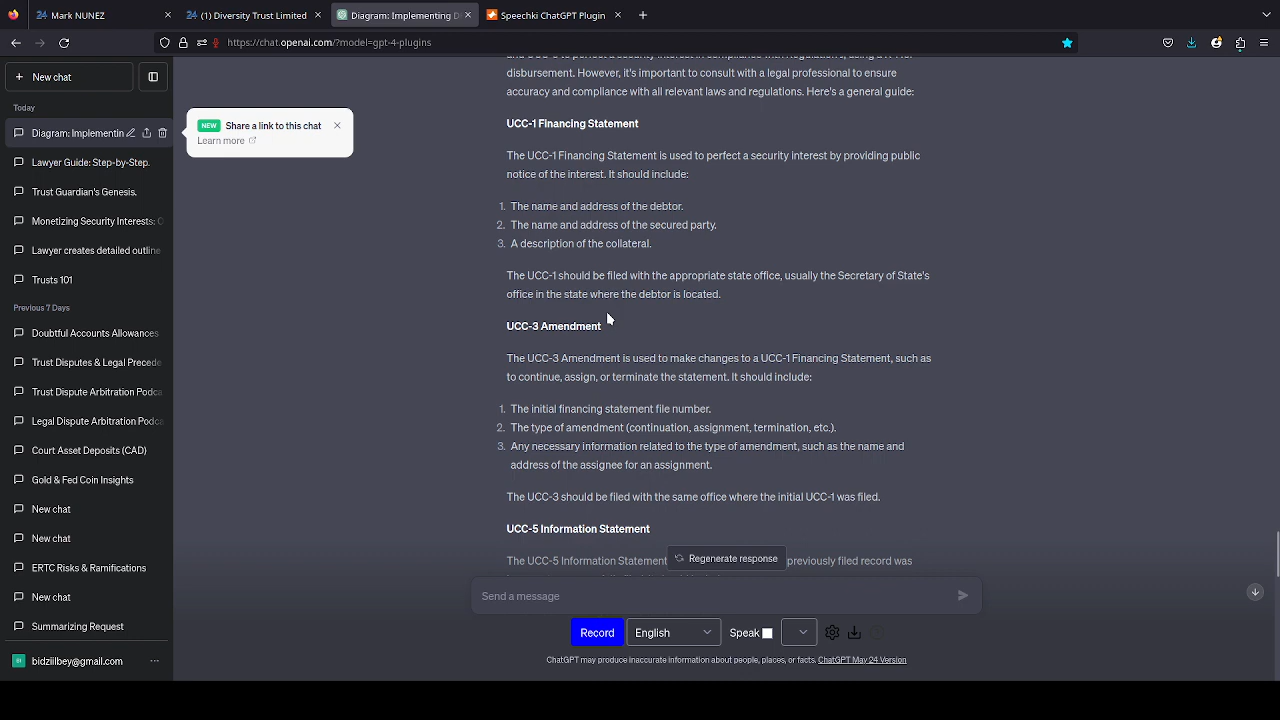 Mark NUNEZ
(1) Diversity Trust Limited
Diagram: Implementing D
Speechki ChatGPT Plugin
https://chat.openai.com/?model=gpt-4-plugins
New chat
Today
Diagram: Implementin
Lawyer Guide: Step-by-Step.
Trust Guardian's Genesis.
Monetizing Security Interests: O
Lawyer creates detailed outline
Trusts 101
Previous 7 Days
Doubtful Accounts Allowances
Trust Disputes & Legal Precede
Trust Dispute Arbitration Podca
Legal Dispute Arbitration Podca
Court Asset Deposits (CAD)
Gold & Fed Coin Insights
New chat
New chat
ERTC Risks & Ramifications
New chat
Summarizing Request
bidziilbey@gmail.com
NEW Share a link to this chat
Learn more
disbursement. However, it's important to consult with a legal professional to ensure
accuracy and compliance with all relevant laws and regulations. Here's a general guide:
UCC-1 Financing Statement
The UCC-1 Financing Statement is used to perfect a security interest by providing public
notice of the interest. It should include:
1. The name and address of the debtor.
2. The name and address of the secured party.
3. A description of the collateral.
The UCC-1 should be filed with the appropriate state office, usually the Secretary of State's
office in the state where the debtor is located.
UCC-3 Amendment
The UCC-3 Amendment is used to make changes to a UCC-1 Financing Statement, such as
to continue, assign, or terminate the statement. It should include:
1. The initial financing statement file number.
2. The type of amendment (continuation, assignment, termination, etc.).
3. Any necessary information related to the type of amendment, such as the name and
address of the assignee for an assignment.
The UCC-3 should be filed with the same office where the initial UCC-1 was filed.
UCC-5 Information Statement
The UCC-5 Information Statement previously filed record was
Regenerate response
Send a message
Record English Speak
ChatGPT may produce inaccurate information about people, places, or facts. ChatGPT May 24 Version